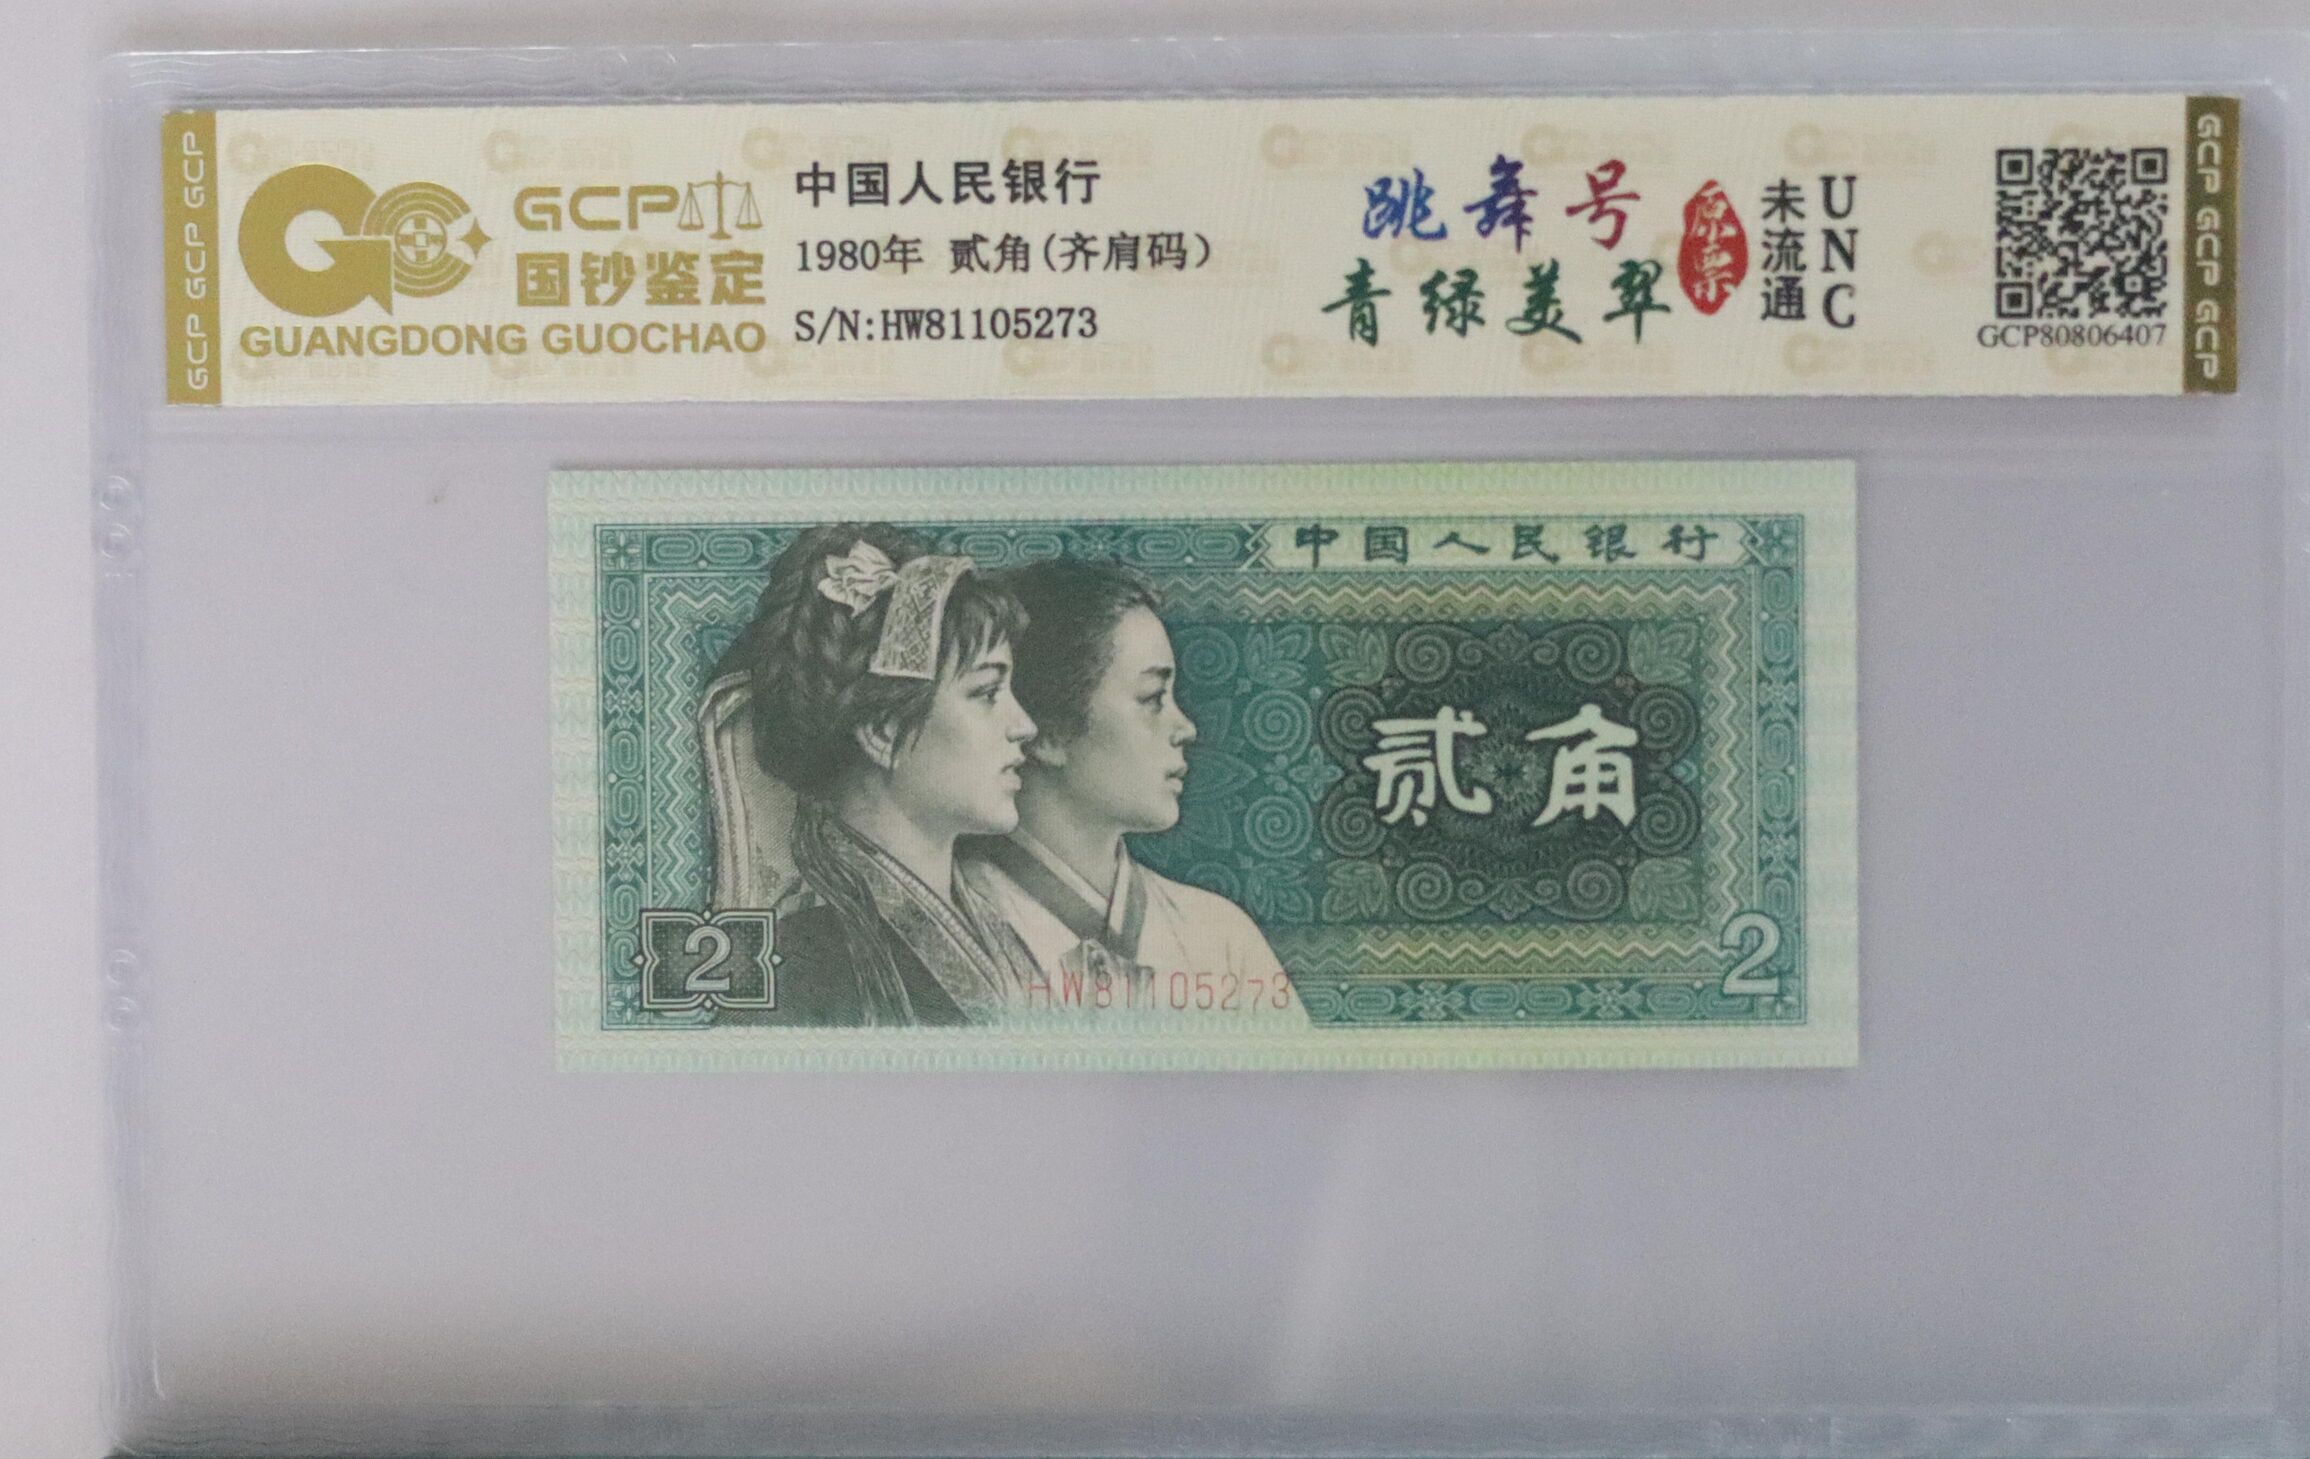 GCP GCP GCP
GCP
国钞鉴定
GUANGDONG GUOCHAO
中国人民银行
1980年 贰角(齐肩码)
S/N:HW81105273
跳舞号
青绿美翠
原票
未流通
UNC
GCP80806407
GCP GCP GCP
中国人民银行
贰角
2
2
HW81105273